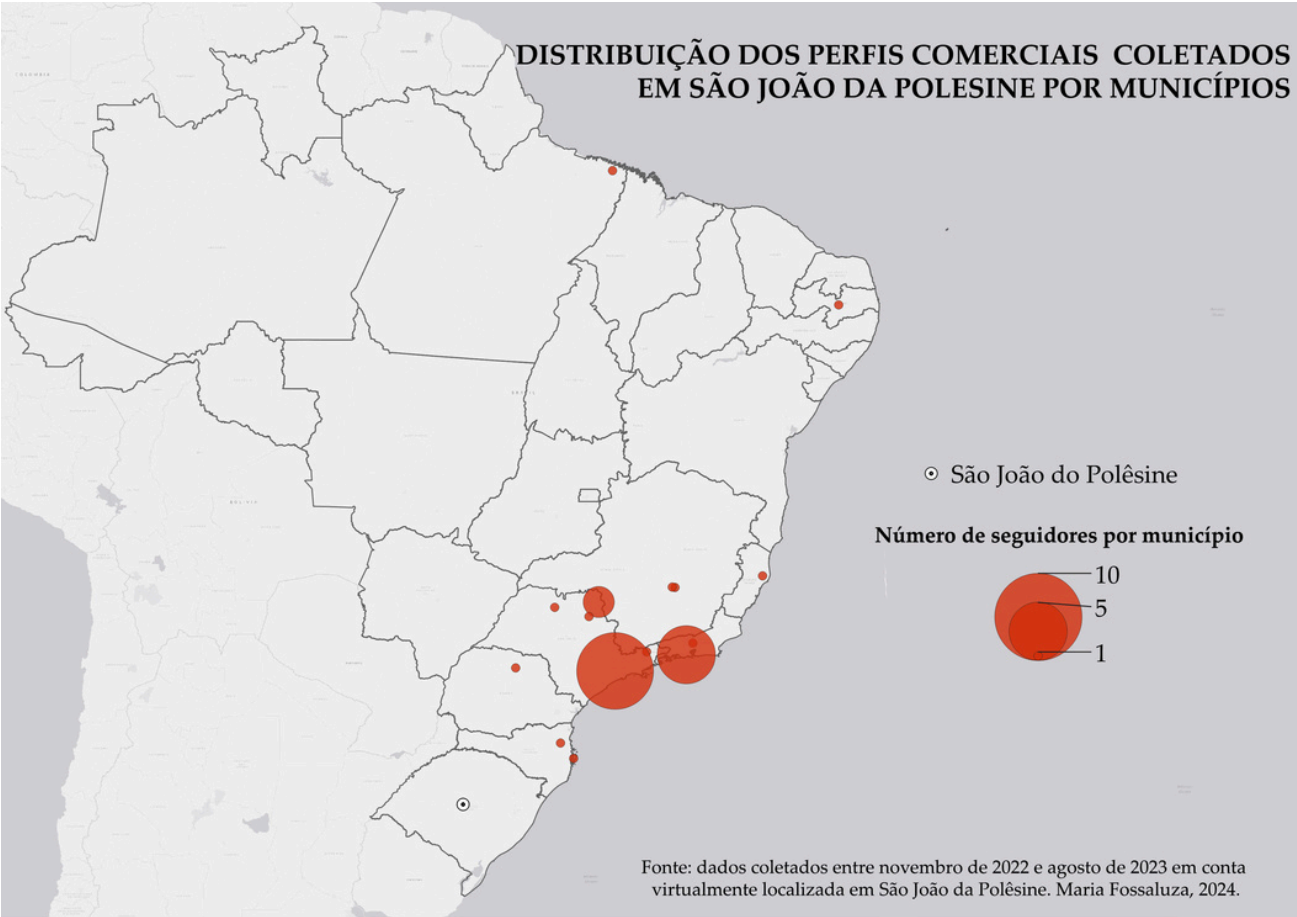 DISTRIBUIÇÃO DOS PERFIS COMERCIAIS COLETADOS
EM SÃO JOÃO DA POLESINE POR MUNICÍPIOS
São João do Polêsine
Número de seguidores por município
10
5
1
Fonte: dados coletados entre novembro de 2022 e agosto de 2023 em conta
virtualmente localizada em São João da Polêsine. Maria Fossaluza, 2024.